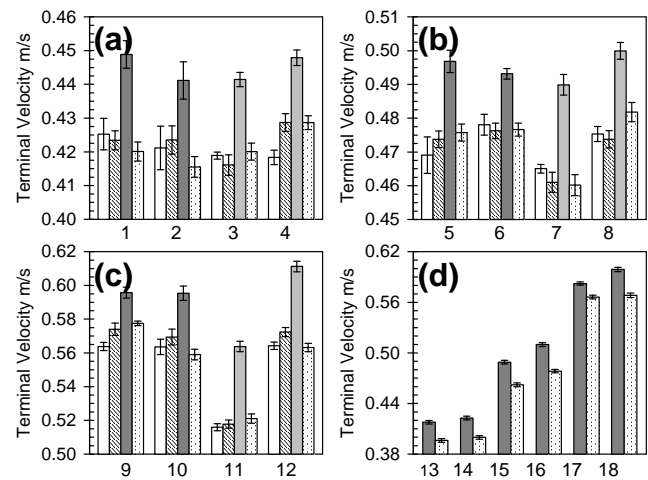 (a)
Terminal Velocity m/s
0.46
0.45
0.44
0.43
0.42
0.41
0.40
1 2 3 4
(b)
Terminal Velocity m/s
0.51
0.50
0.49
0.48
0.47
0.46
0.45
5 6 7 8
(c)
Terminal Velocity m/s
0.62
0.60
0.58
0.56
0.54
0.52
0.50
9 10 11 12
(d)
Terminal Velocity m/s
0.62
0.56
0.50
0.44
0.38
13 14 15 16 17 18